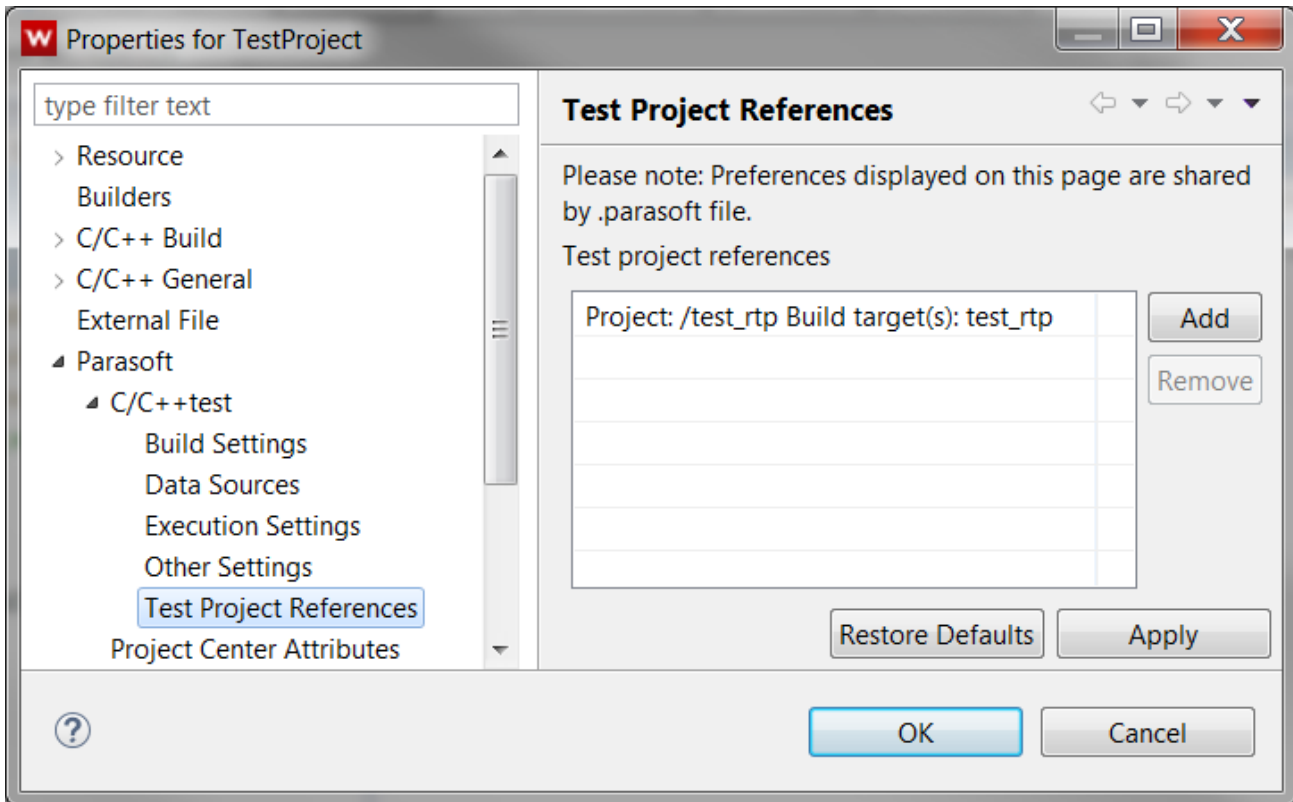 W Properties for TestProject
X
type filter text
Resource
Builders
C/C++ Build
C/C++ General
External File
Parasoft
C/C++test
Build Settings
Data Sources
Execution Settings
Other Settings
Test Project References
Project Center Attributes
Test Project References
Please note: Preferences displayed on this page are shared
by .parasoft file.
Test project references
Project: /test_rtp Build target(s): test_rtp
Add
Remove
Restore Defaults
Apply
?
OK
Cancel